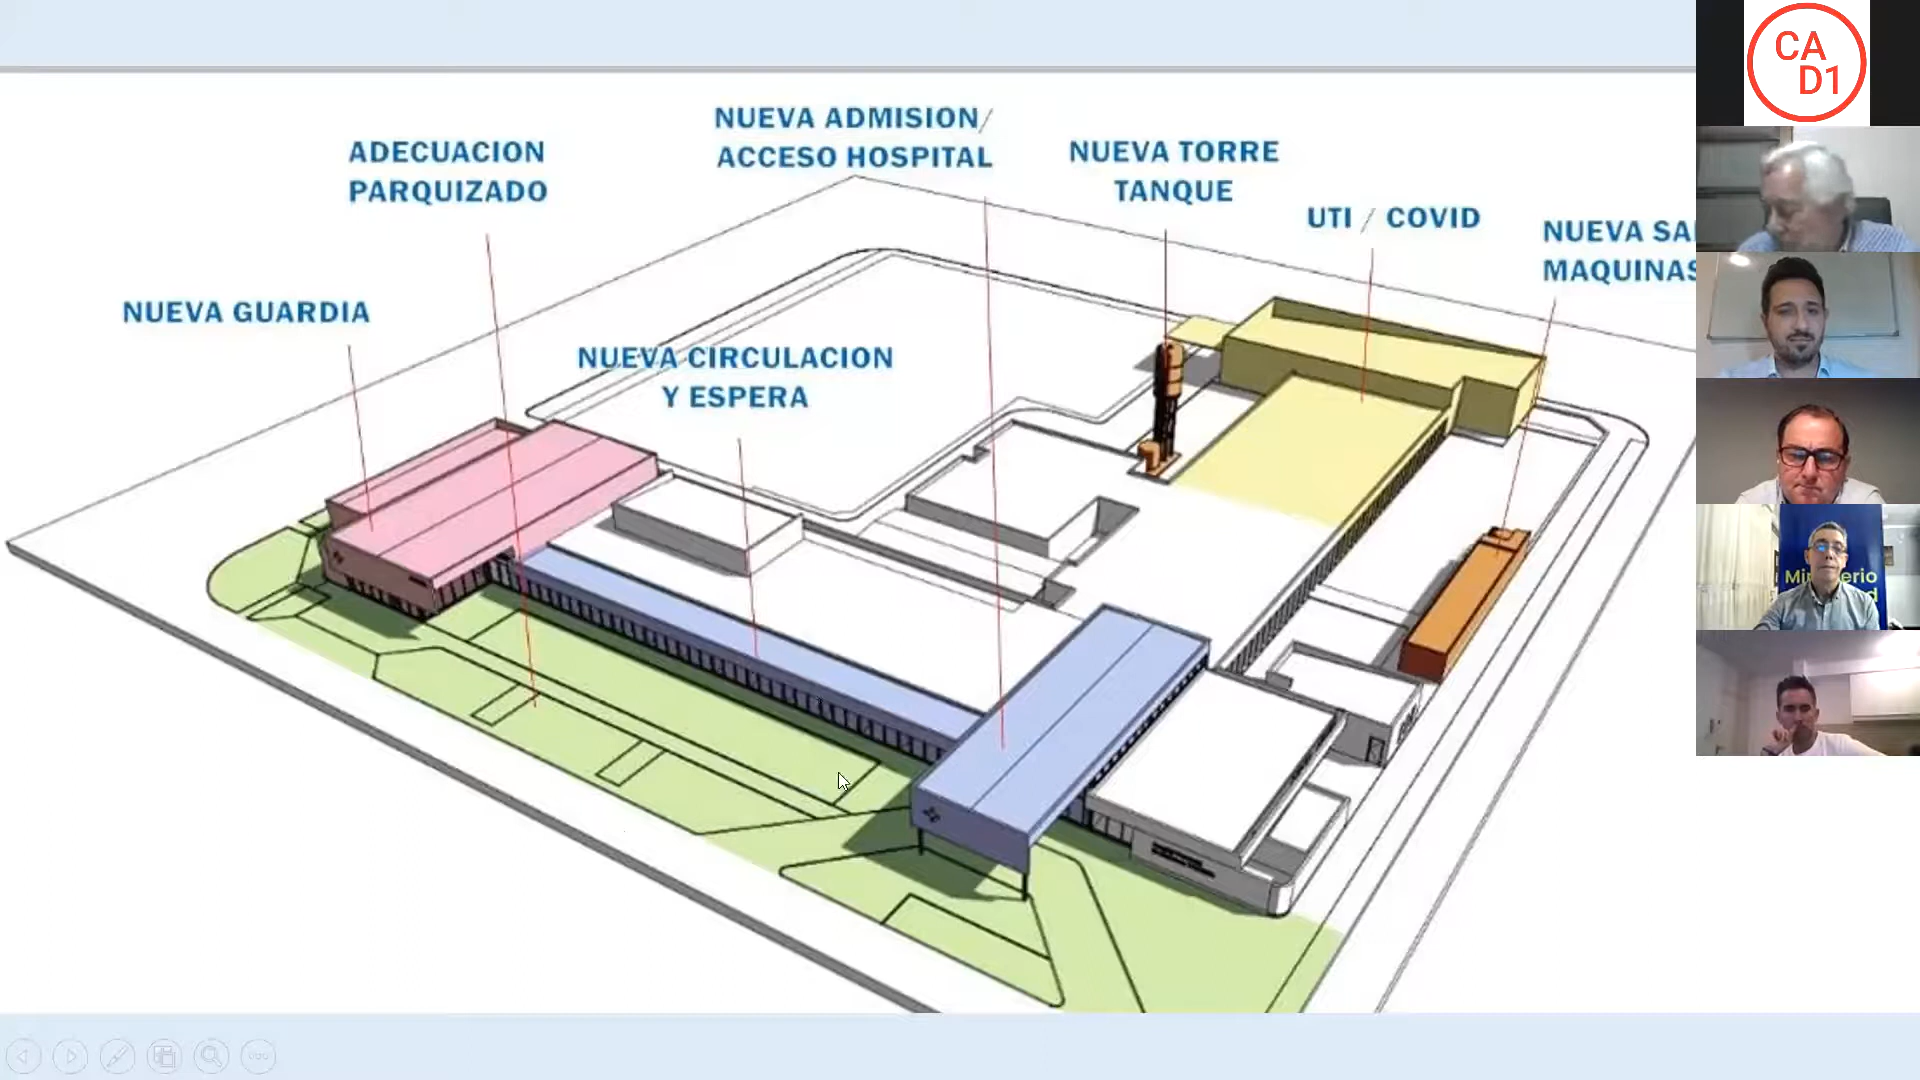 NUEVA ADMISION/
ACCESO HOSPITAL
ADECUACION
PARQUIZADO
NUEVA TORRE
TANQUE
UTI / COVID
NUEVA SA
MAQUINAS
NUEVA GUARDIA
NUEVA CIRCULACION
Y ESPERA
CA
D1